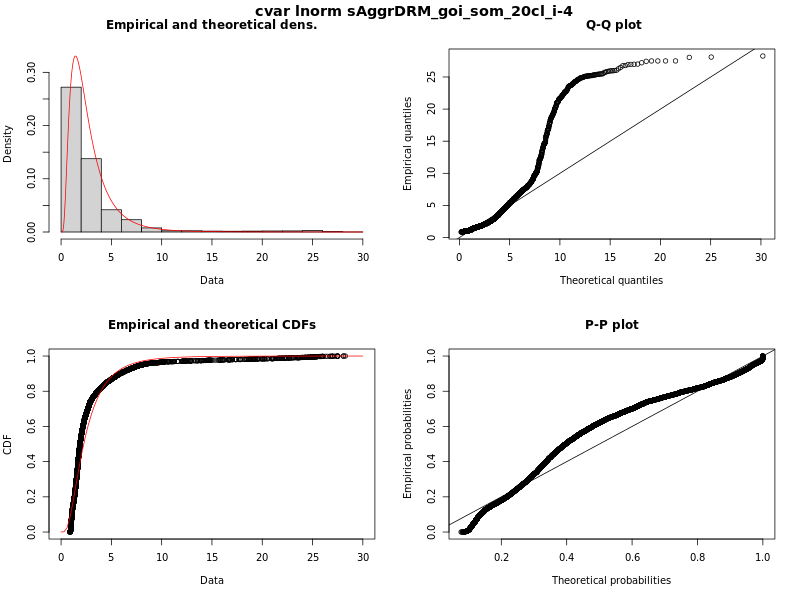 cvar lnorm sAggrDRM_goi_som_20cl_i-4
Empirical and theoretical dens.
Density
0.00 0.10 0.20 0.30
0 5 10 15 20 25 30
Data
Q-Q plot
Empirical quantiles
0 5 10 15 20 25
0 5 10 15 20 25 30
Theoretical quantiles
Empirical and theoretical CDFs
CDF
0.0 0.2 0.4 0.6 0.8 1.0
0 5 10 15 20 25 30
Data
P-P plot
Empirical probabilities
0.0 0.2 0.4 0.6 0.8 1.0
0.2 0.4 0.6 0.8 1.0
Theoretical probabilities